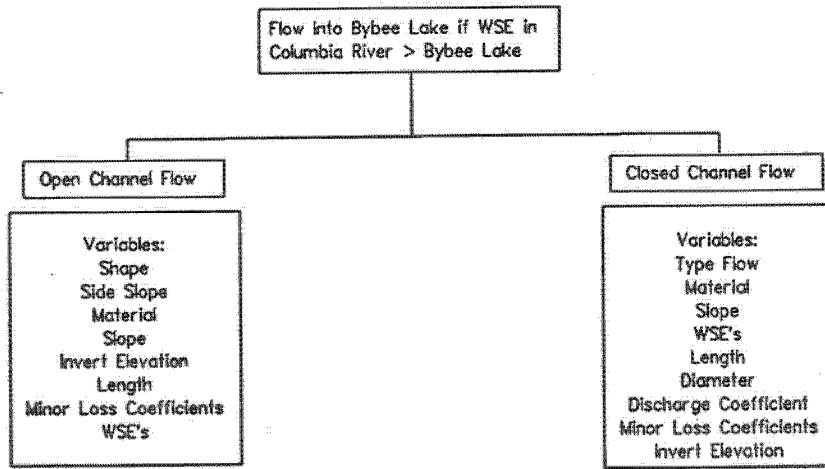 Flow into Bybee Lake if WSE in
Columbia River > Bybee Lake
Open Channel Flow
Closed Channel Flow
Variables:
Shape
Side Slope
Material
Slope
Invert Elevation
Length
Minor Loss Coefficients
WSE's
Variables:
Type Flow
Material
Slope
WSE's
Length
Diameter
Discharge Coefficient
Minor Loss Coefficients
Invert Elevation